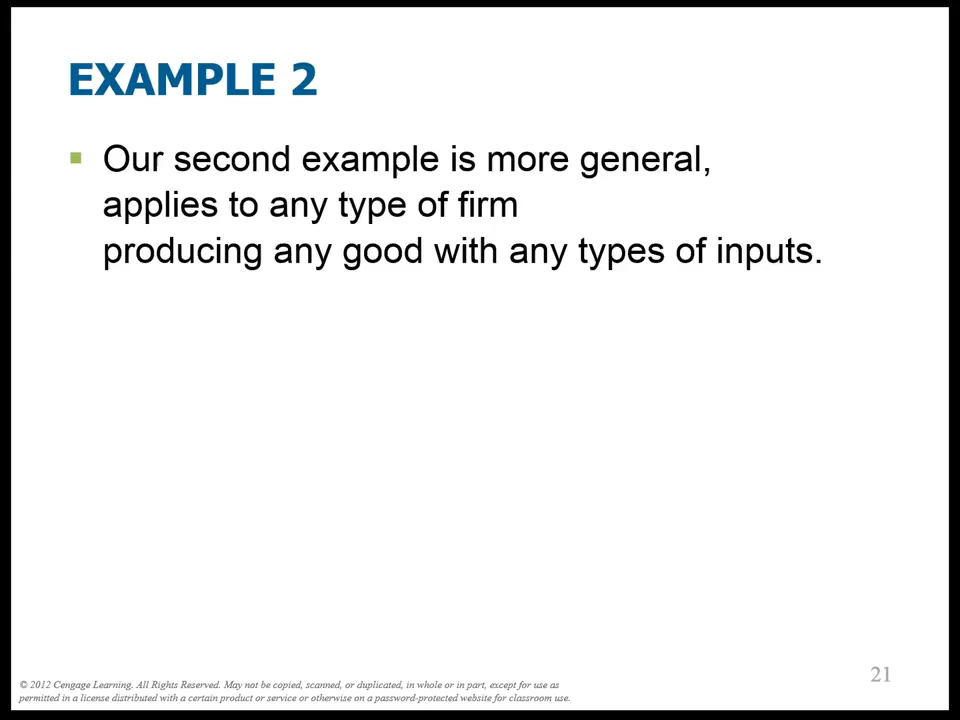 EXAMPLE 2
Our second example is more general,
applies to any type of firm
producing any good with any types of inputs.
21
© 2012 Cengage Learning. All Rights Reserved. May not be copied, scanned, or duplicated, in whole or in part, except for use as
permitted in a license distributed with a certain product or service or otherwise on a password-protected website for classroom use.